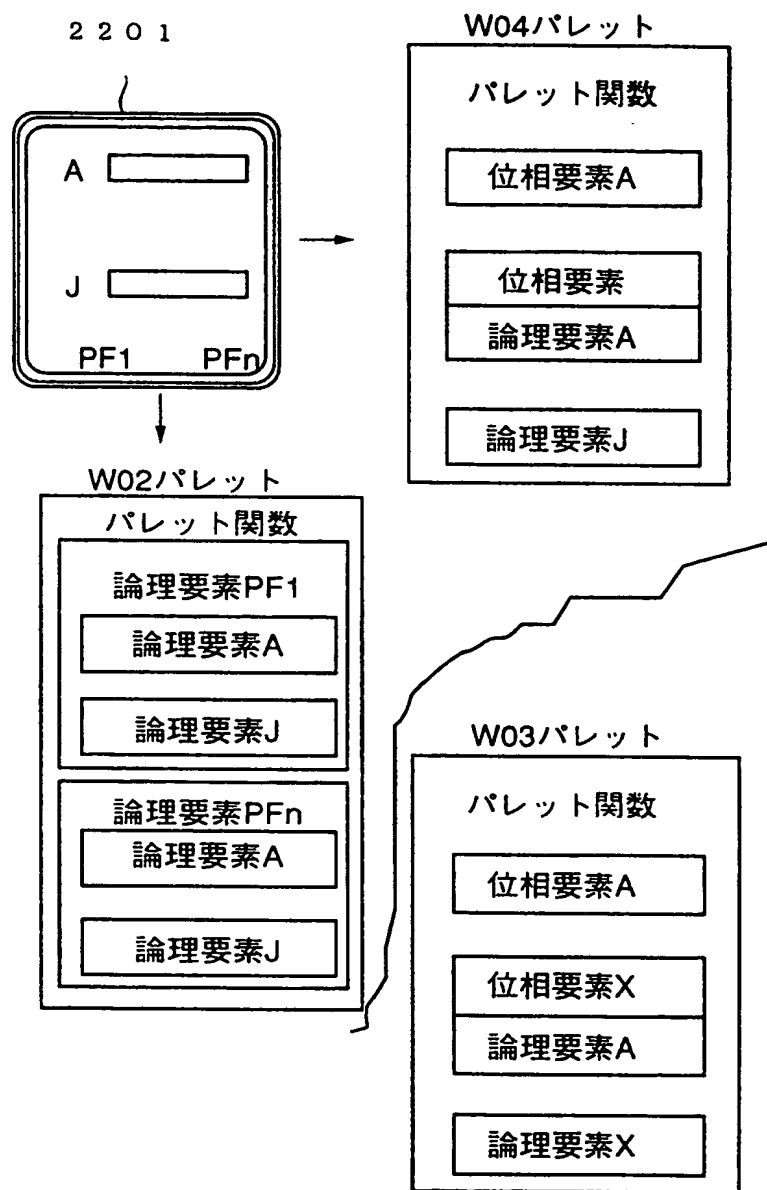 ２２０１
A
J
PF1 PFn
W04パレット
パレット関数
位相要素A
位相要素
論理要素A
論理要素J
W02パレット
パレット関数
論理要素PF1
論理要素A
論理要素J
論理要素PFn
論理要素A
論理要素J
W03パレット
パレット関数
位相要素A
位相要素X
論理要素A
論理要素X